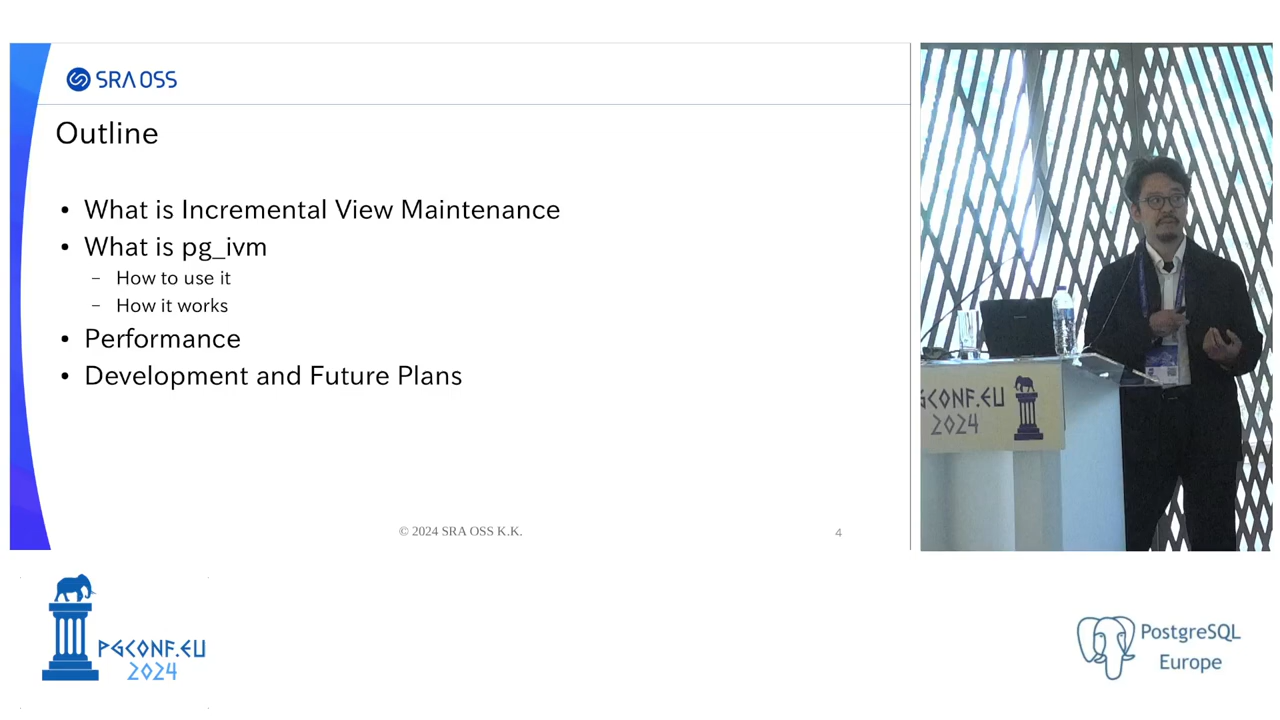 SRA OSS
Outline
• What is Incremental View Maintenance
• What is pg_ivm
– How to use it
– How it works
• Performance
• Development and Future Plans
© 2024 SRA OSS K.K.
4
PGCONF.EU
2024
PGCONF.EU
2024
PostgreSQL
Europe